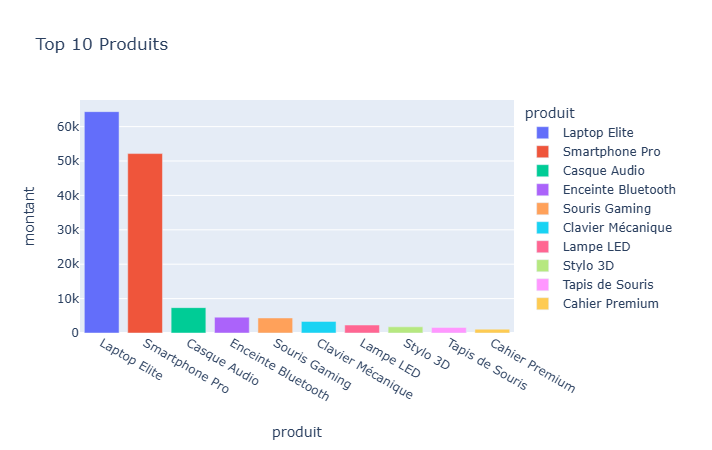 Top 10 Produits
montant
60k
50k
40k
30k
20k
10k
0
Laptop Elite
Smartphone Pro
Casque Audio
Enceinte Bluetooth
Souris Gaming
Clavier Mécanique
Lampe LED
Stylo 3D
Tapis de Souris
Cahier Premium
produit
produit
Laptop Elite
Smartphone Pro
Casque Audio
Enceinte Bluetooth
Souris Gaming
Clavier Mécanique
Lampe LED
Stylo 3D
Tapis de Souris
Cahier Premium